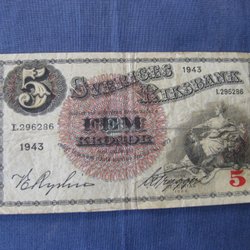 5 SVERIGES RIKSBANK
1943
L296286
L296286
FEM
KRONOR
1943
5